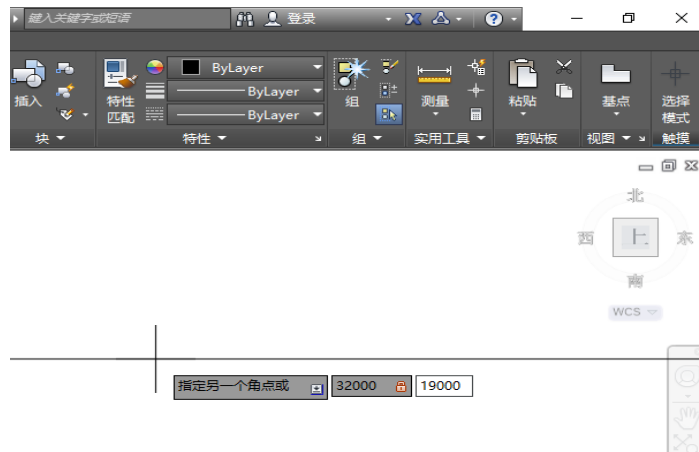 键入关键字或短语 登录 ?
ByLayer
插入 特性 匹配 ByLayer 组 测量 粘贴 基点 选择 模式
ByLayer
块 特性 组 实用工具 剪贴板 视图 触摸
北
西 上 东
南
WCS
指定另一个角点或 32000 19000